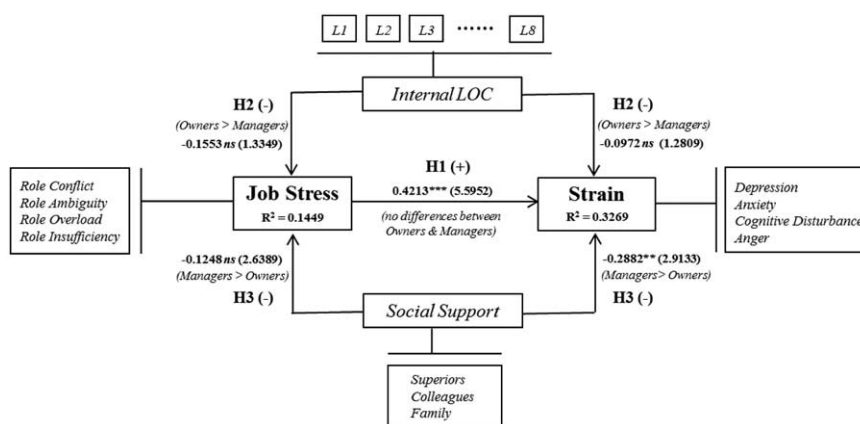 L1 L2 L3 ...... L8
Internal LOC
H2 (-)
(Owners > Managers)
-0.1553 ns (1.3349)
H2 (-)
(Owners > Managers)
-0.0972 ns (1.2809)
H1 (+)
0.4213*** (5.5952)
(no differences between
Owners & Managers)
Role Conflict
Role Ambiguity
Role Overload
Role Insufficiency
Job Stress
R² = 0.1449
Strain
R² = 0.3269
Depression
Anxiety
Cognitive Disturbance
Anger
-0.1248 ns (2.6389)
(Managers > Owners)
H3 (-)
-0.2882** (2.9133)
(Managers> Owners)
H3 (-)
Social Support
Superiors
Colleagues
Family